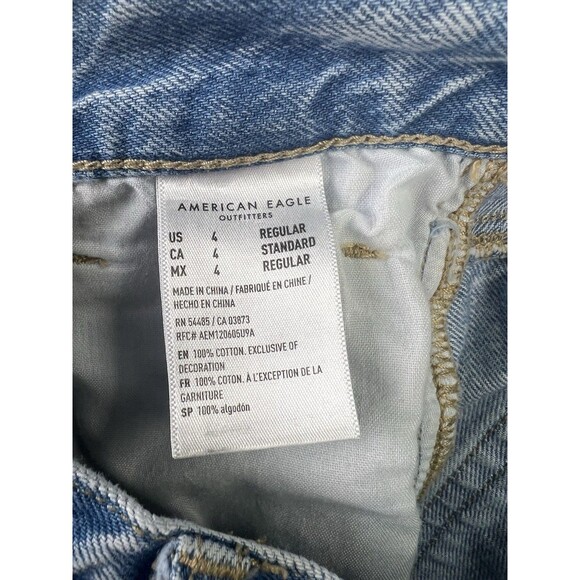 AMERICAN EAGLE
OUTFITTERS
US 4 REGULAR
CA 4 STANDARD
MX 4 REGULAR
MADE IN CHINA / FABRIQUÉ EN CHINE /
HECHO EN CHINA
RN 54485 / CA 03873
RFC# AEM120605U9A
EN 100% COTTON. EXCLUSIVE OF
DECORATION
FR 100% COTON. À L'EXCEPTION DE LA
GARNITURE
SP 100% algodón